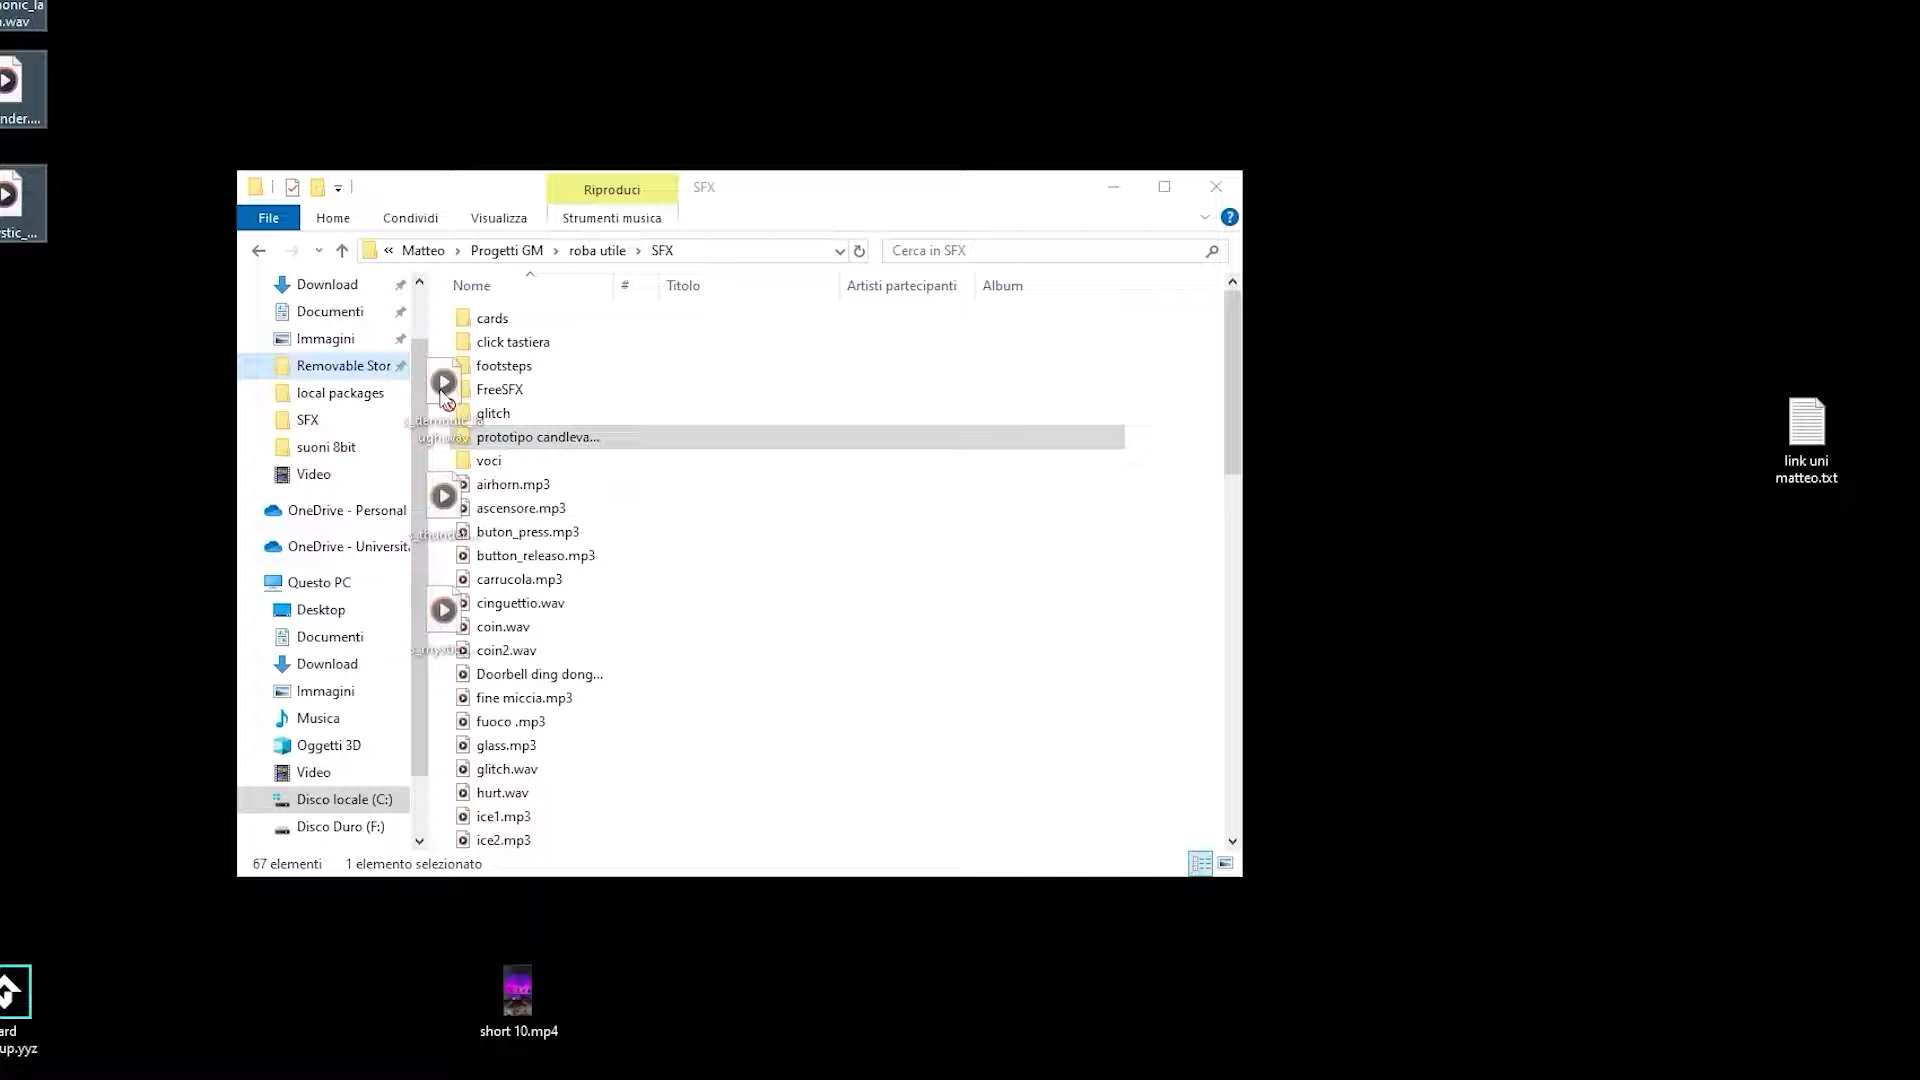 onic_la
.wav
nder....
stic_...
Riproduci
SFX
File
Home
Condividi
Visualizza
Strumenti musica
« Matteo › Progetti GM › roba utile › SFX
Cerca in SFX
Download
Documenti
Immagini
Removable Stor
local packages
SFX
suoni 8bit
Video
OneDrive - Personal
OneDrive - Universit
Questo PC
Desktop
Documenti
Download
Immagini
Musica
Oggetti 3D
Video
Disco locale (C:)
Disco Duro (F:)
Nome
#
Titolo
Artisti partecipanti
Album
cards
click tastiera
footsteps
FreeSFX
glitch
prototipo candleva...
voci
airhorn.mp3
ascensore.mp3
buton_press.mp3
button_releaso.mp3
carrucola.mp3
cinguettio.wav
coin.wav
coin2.wav
Doorbell ding dong...
fine miccia.mp3
fuoco .mp3
glass.mp3
glitch.wav
hurt.wav
ice1.mp3
ice2.mp3
s_demonic_la
ugh.wav
67 elementi
1 elemento selezionato
link uni
matteo.txt
ard
up.yyz
short 10.mp4